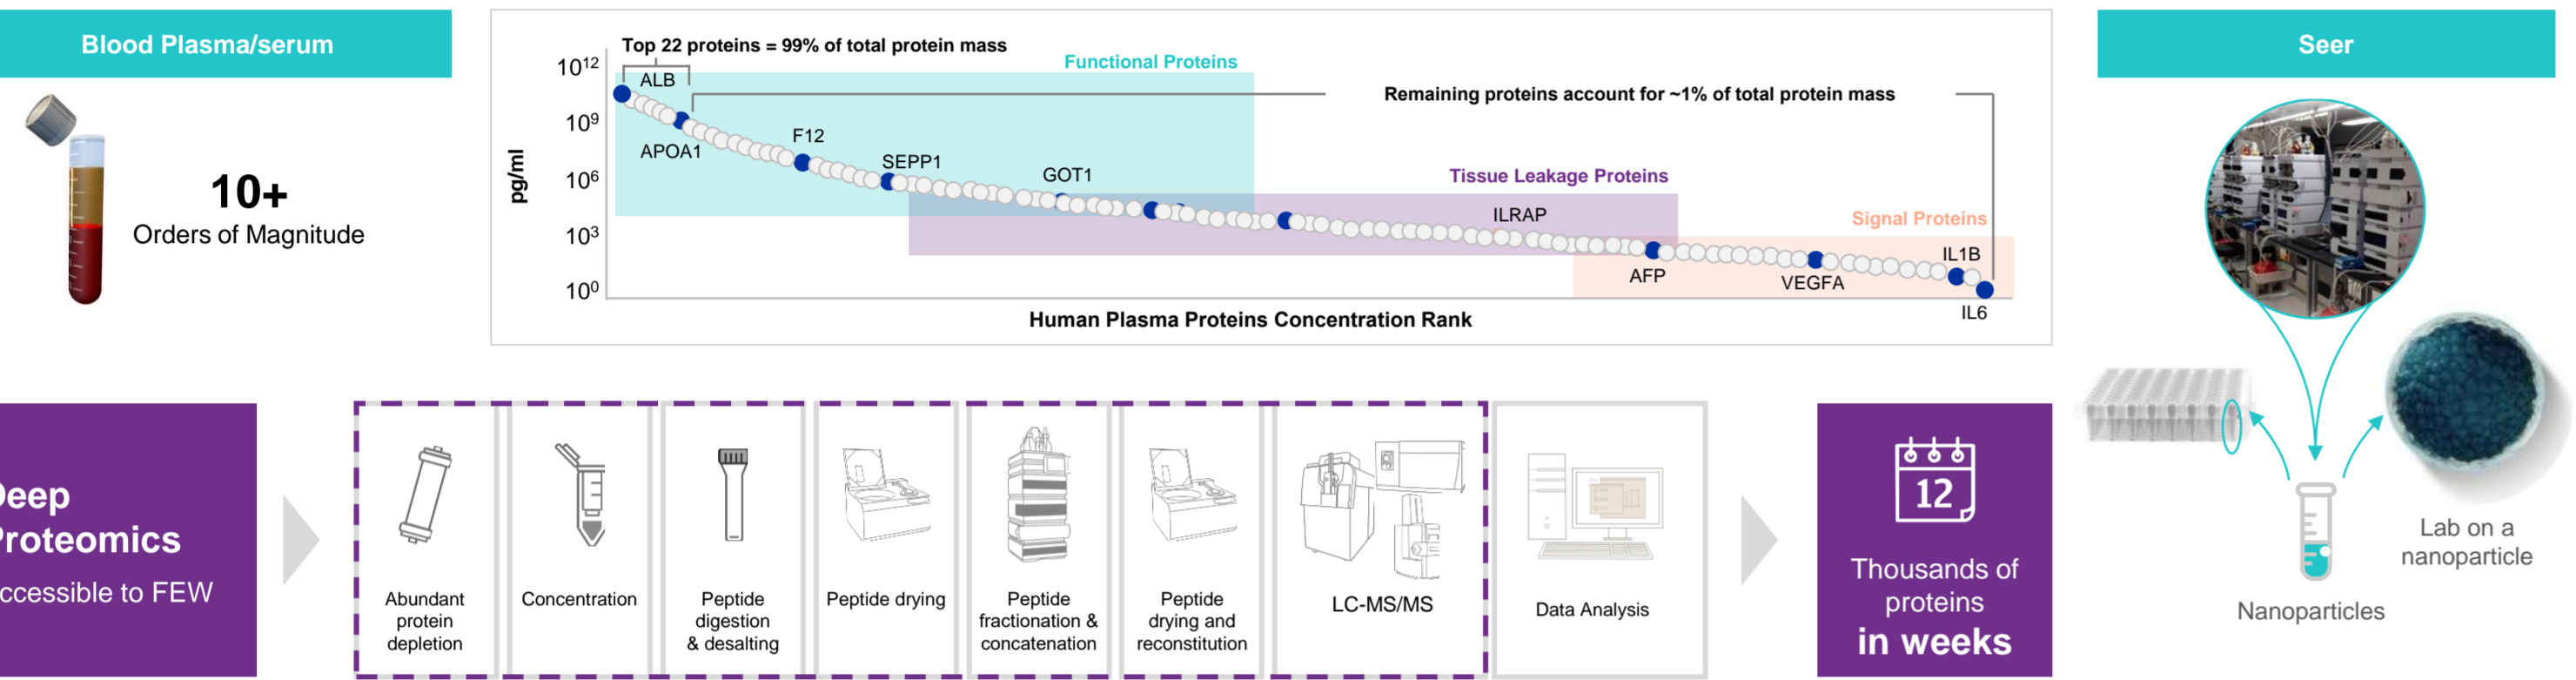 Blood Plasma/serum
10+
Orders of Magnitude
Top 22 proteins = 99% of total protein mass
Functional Proteins
Remaining proteins account for ~1% of total protein mass
Tissue Leakage Proteins
Signal Proteins
pg/ml
10¹²
10⁹
10⁶
10³
10⁰
ALB
APOA1
F12
SEPP1
GOT1
ILRAP
AFP
VEGFA
IL1B
IL6
Human Plasma Proteins Concentration Rank
Seer
Lab on a
nanoparticle
Nanoparticles
eep
roteomics
ccessible to FEW
Abundant
protein
depletion
Concentration
Peptide
digestion
& desalting
Peptide drying
Peptide
fractionation &
concatenation
Peptide
drying and
reconstitution
LC-MS/MS
Data Analysis
12
Thousands of
proteins
in weeks